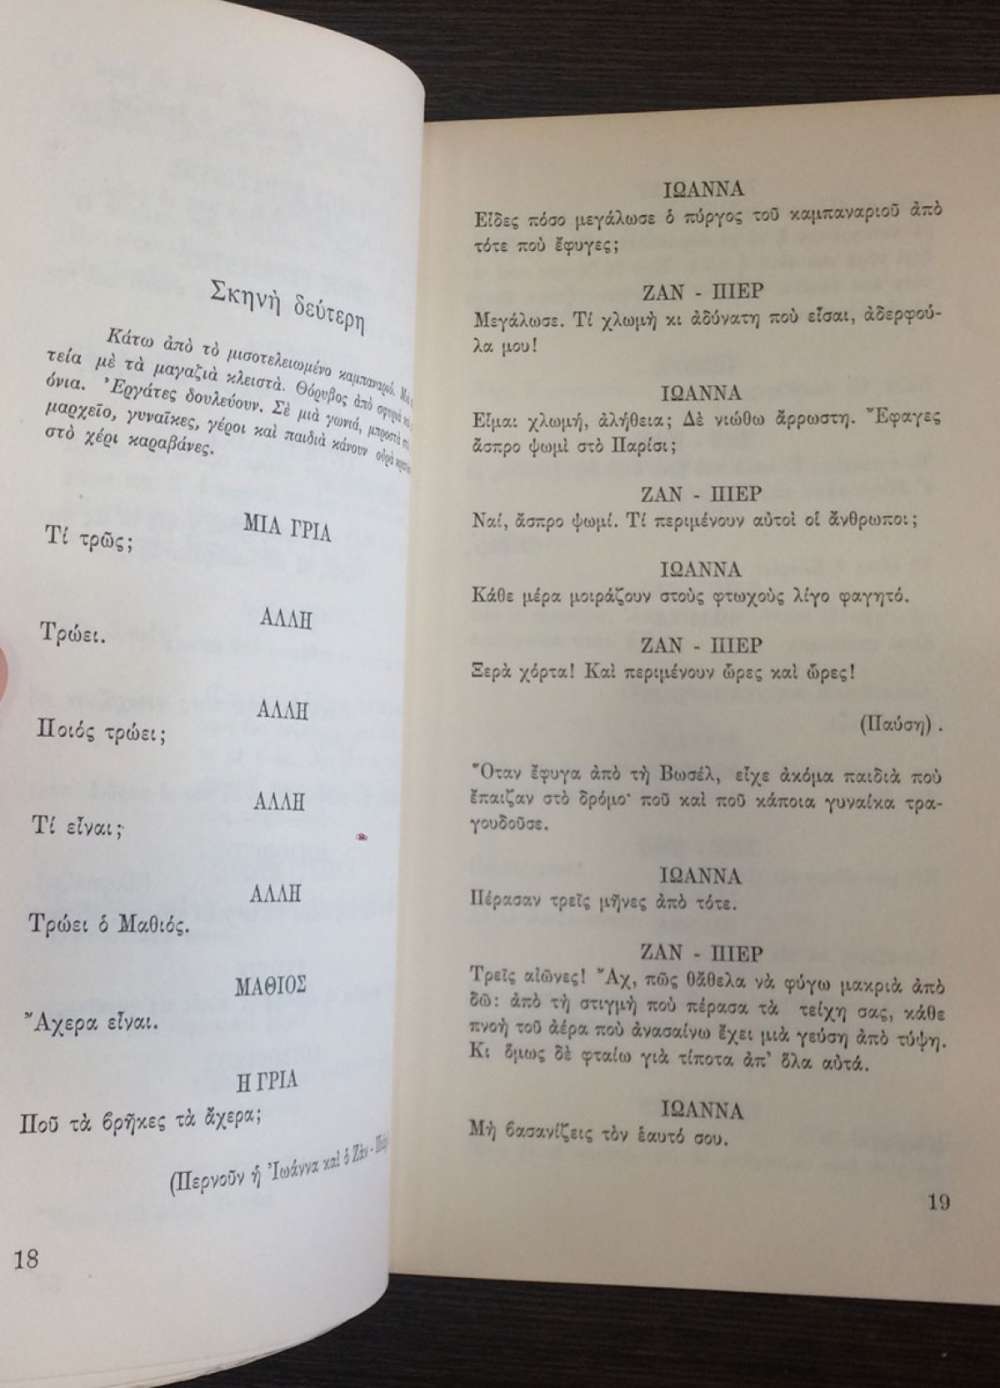 Σκηνὴ δεύτερη
Κάτω ἀπὸ τὸ μισοτελειωμένο καμπαναριό.
τεία μὲ τὰ μαγαζιὰ κλειστά. Θόρυβος ἀπὸ σφυριὰ
όνια. Ἐργάτες δουλεύουν. Σὲ μιὰ γωνιά, μπροστὰ
μαρχεῖο, γυναῖκες, γέροι καὶ παιδιὰ κάνουν οὐρὰ
στὸ χέρι καραβάνες.
ΜΙΑ ΓΡΙΑ
Τί τρῶς;
ΑΛΛΗ
Τρώει.
ΑΛΛΗ
Ποιός τρώει;
ΑΛΛΗ
Τί εἶναι;
ΑΛΛΗ
Τρώει ὁ Μαθιός.
ΜΑΘΙΟΣ
Ἄχερα εἶναι.
Η ΓΡΙΑ
Ποῦ τὰ βρῆκες τὰ ἄχερα;
(Περνοῦν ἡ Ἰωάννα καὶ ὁ Ζὰν -
18
ΙΩΑΝΝΑ
Εἶδες πόσο μεγάλωσε ὁ πύργος τοῦ καμπαναριοῦ ἀπὸ
τότε ποὺ ἔφυγες;
ΖΑΝ - ΠΙΕΡ
Μεγάλωσε. Τί χλωμὴ κι ἀδύνατη ποὺ εἶσαι, ἀδερφού-
λα μου!
ΙΩΑΝΝΑ
Εἶμαι χλωμή, ἀλήθεια; Δὲ νιώθω ἄρρωστη. Ἔφαγες
ἄσπρο ψωμὶ στὸ Παρίσι;
ΖΑΝ - ΠΙΕΡ
Ναί, ἄσπρο ψωμί. Τί περιμένουν αὐτοὶ οἱ ἄνθρωποι;
ΙΩΑΝΝΑ
Κάθε μέρα μοιράζουν στοὺς φτωχοὺς λίγο φαγητό.
ΖΑΝ - ΠΙΕΡ
Ξερὰ χόρτα! Καὶ περιμένουν ὧρες καὶ ὧρες!
(Παύση).
Ὅταν ἔφυγα ἀπὸ τὴ Βωσέλ, εἶχε ἀκόμα παιδιὰ ποὺ
ἔπαιζαν στὸ δρόμο· ποῦ καὶ ποῦ κάποια γυναίκα τρα-
γουδοῦσε.
ΙΩΑΝΝΑ
Πέρασαν τρεῖς μῆνες ἀπὸ τότε.
ΖΑΝ - ΠΙΕΡ
Τρεῖς αἰῶνες! Ἄχ, πῶς θἄθελα νὰ φύγω μακριὰ ἀπὸ
δῶ: ἀπὸ τὴ στιγμὴ ποὺ πέρασα τὰ τείχη σας, κάθε
πνοὴ τοῦ ἀέρα ποὺ ἀνασαίνω ἔχει μιὰ γεύση ἀπὸ τύψη.
Κι ὅμως δὲ φταίω γιὰ τίποτα ἀπ' ὅλα αὐτά.
ΙΩΑΝΝΑ
Μὴ βασανίζεις τὸν ἑαυτό σου.
19